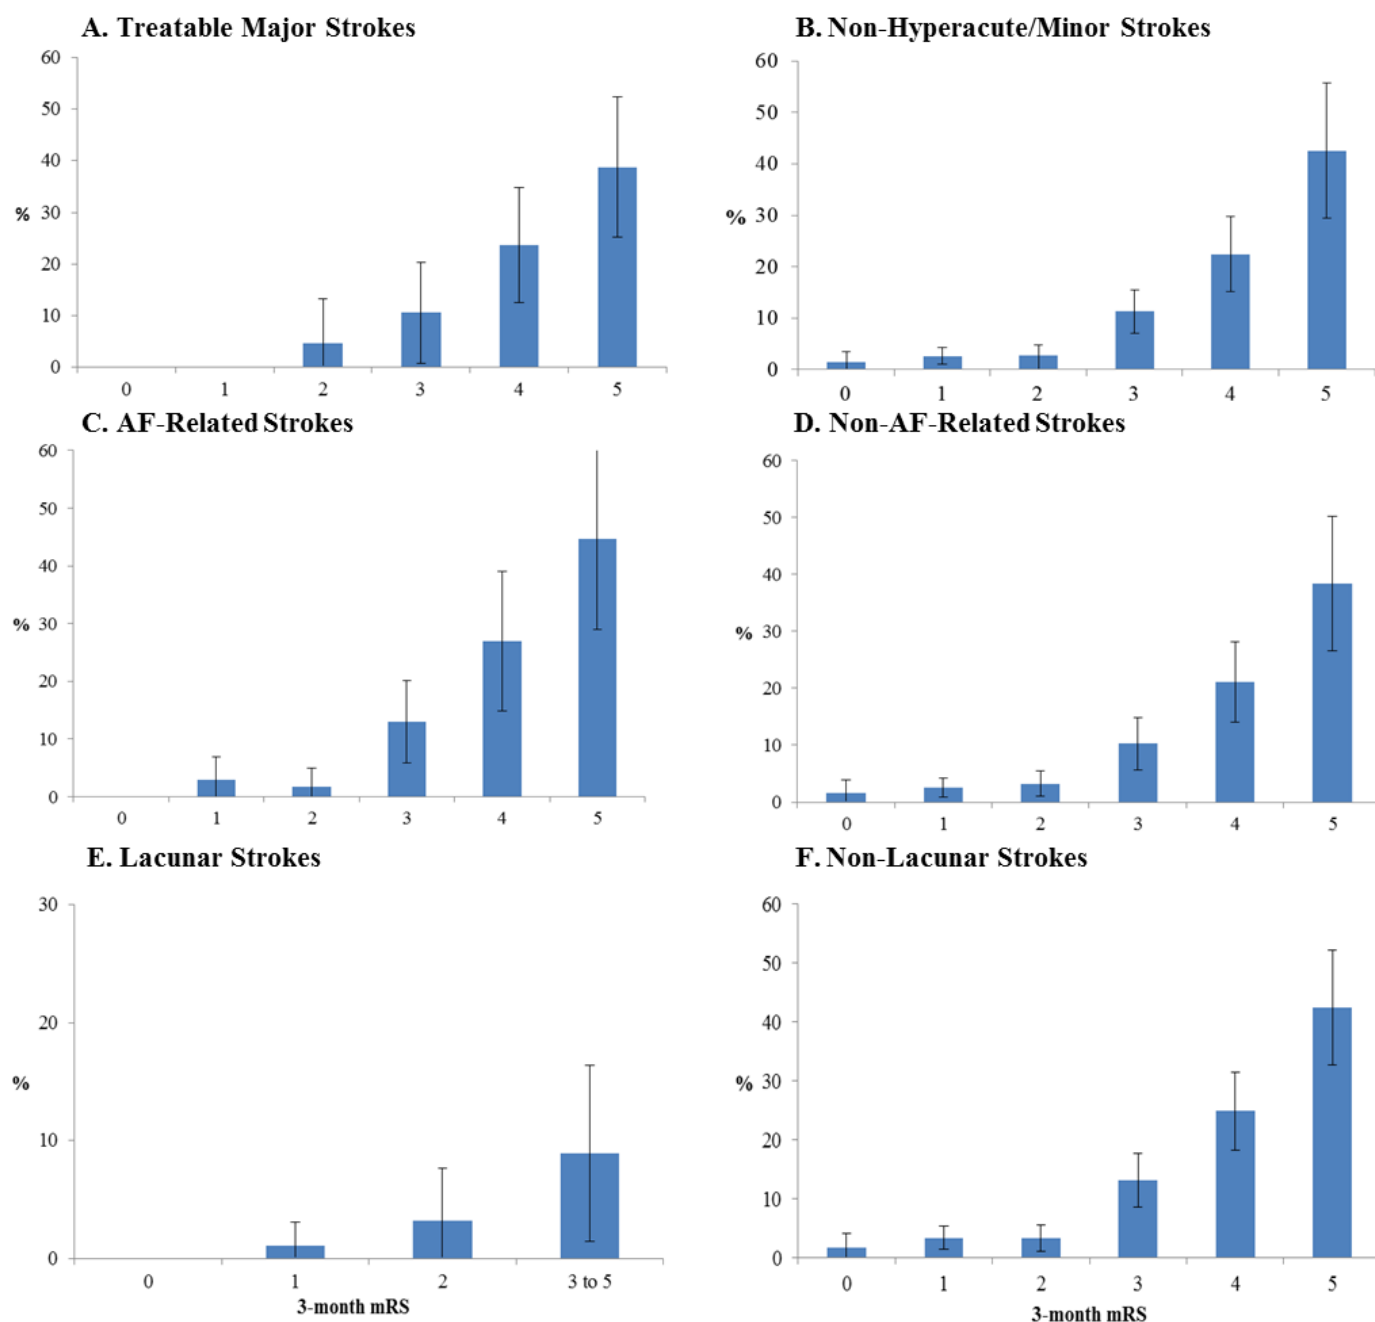 A. Treatable Major Strokes
60
50
40
% 30
20
10
0
0 1 2 3 4 5
B. Non-Hyperacute/Minor Strokes
60
50
40
% 30
20
10
0
0 1 2 3 4 5
C. AF-Related Strokes
60
50
40
% 30
20
10
0
0 1 2 3 4 5
D. Non-AF-Related Strokes
60
50
40
% 30
20
10
0
0 1 2 3 4 5
E. Lacunar Strokes
30
20
%
10
0
0 1 2 3 to 5
3-month mRS
F. Non-Lacunar Strokes
60
50
40
% 30
20
10
0
0 1 2 3 4 5
3-month mRS